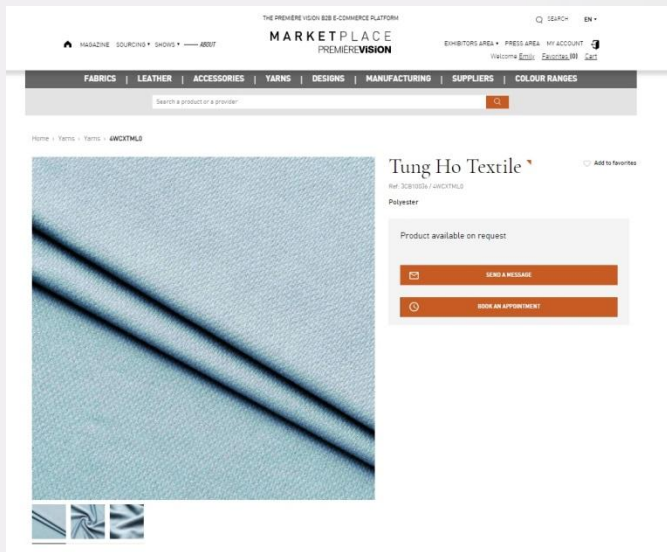 THE PREMIÈRE VISION B2B E-COMMERCE PLATFORM
SEARCH EN
MAGAZINE SOURCING SHOWS ABOUT
MARKETPLACE
PREMIÈREVISION
EXHIBITORS AREA PRESS AREA MY ACCOUNT
Welcome Emily Favorites Cart
FABRICS | LEATHER | ACCESSORIES | YARNS | DESIGNS | MANUFACTURING | SUPPLIERS | COLOUR RANGES
Search a product or a provider
Home > Yarns > Yarns > 4WCXTML0
Tung Ho Textile
Add to favorites
Polyester
Product available on request
SEND A MESSAGE
BOOK AN APPOINTMENT